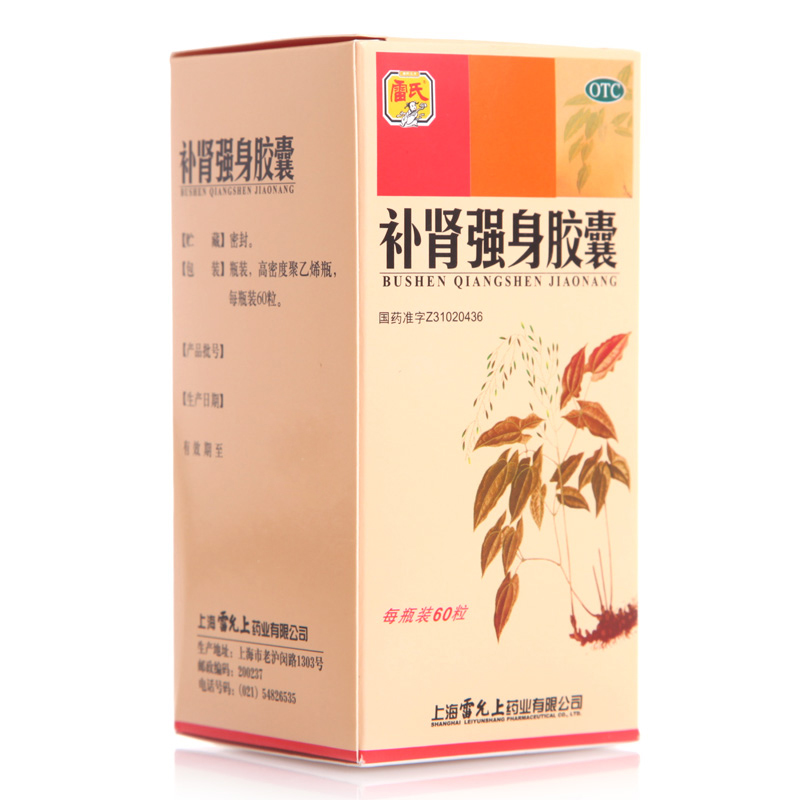 雷氏
OTC
补肾强身胶囊
BUSHEN QIANGSHEN JIAONANG
国药准字Z31020436
每瓶装60粒
上海雷允上药业有限公司
SHANGHAI LEIYUNSHANG PHARMACEUTICAL CO., LTD.
补肾强身胶囊
BUSHEN QIANGSHEN JIAONANG
【贮 藏】密封。
【包 装】瓶装，高密度聚乙烯瓶，
每瓶装60粒。
【产品批号】
【生产日期】
有效期至
上海雷允上药业有限公司
生产地址：上海市老沪闵路1303号
邮政编码：200237
电话号码：(021) 54826535